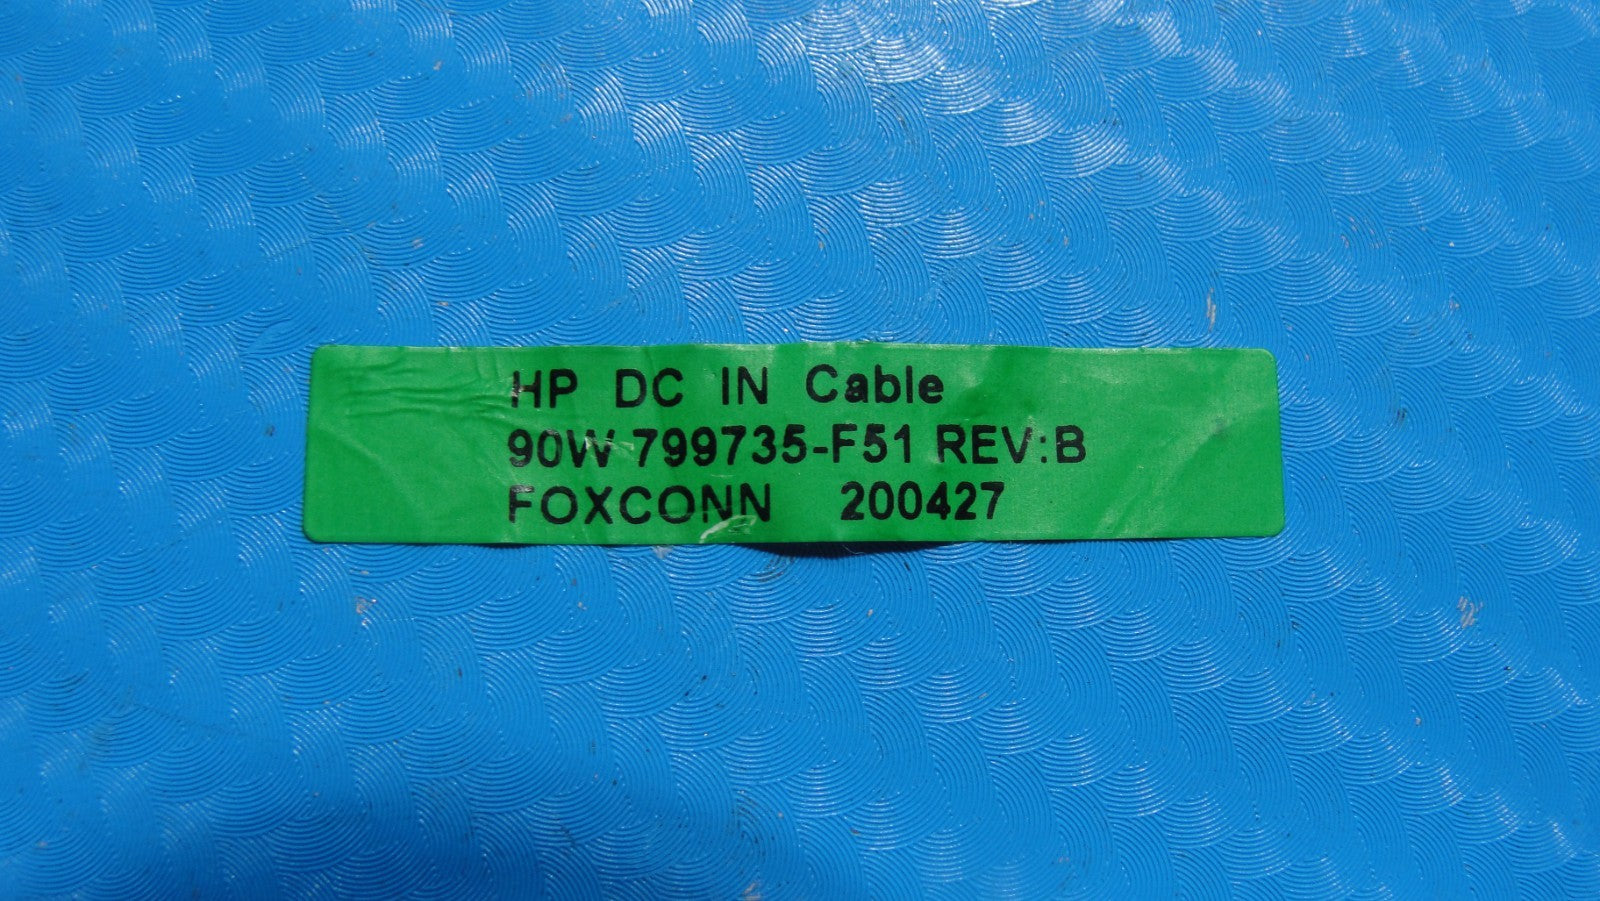 HP DC IN Cable
90W 799735-F51 REV:B
FOXCONN 200427